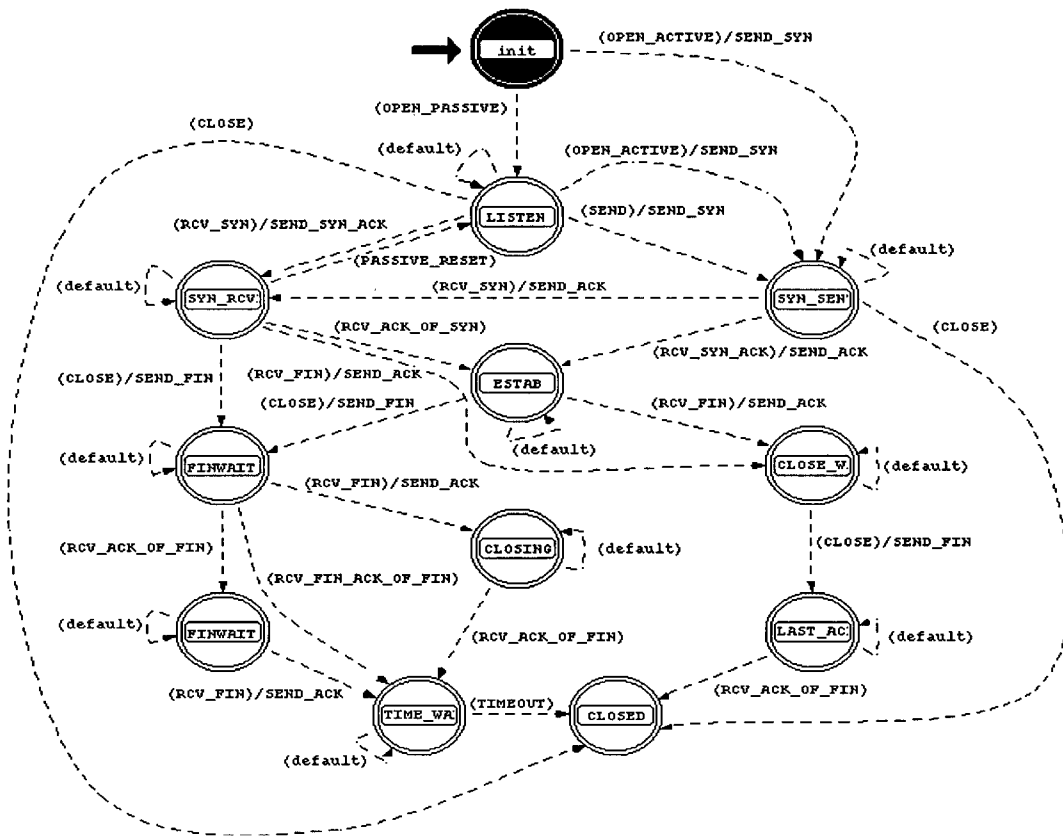 init
(OPEN_ACTIVE)/SEND_SYN
(OPEN_PASSIVE)
(CLOSE)
(default)
(OPEN_ACTIVE)/SEND_SYN
LISTEN
(RCV_SYN)/SEND_SYN_ACK
(SEND)/SEND_SYN
(PASSIVE_RESET)
(default)
(default)
SYN_RCV
(RCV_SYN)/SEND_ACK
SYN_SEN
(RCV_ACK_OF_SYN)
(CLOSE)
(RCV_SYN_ACK)/SEND_ACK
(CLOSE)/SEND_FIN
(RCV_FIN)/SEND_ACK
ESTAB
(CLOSE)/SEND_FIN
(RCV_FIN)/SEND_ACK
(default)
(default)
FINWAIT
CLOSE_W
(default)
(RCV_FIN)/SEND_ACK
(RCV_ACK_OF_FIN)
CLOSING
(default)
(CLOSE)/SEND_FIN
(RCV_FIN_ACK_OF_FIN)
(default)
FINWAIT
(RCV_ACK_OF_FIN)
LAST_AC
(default)
(RCV_FIN)/SEND_ACK
(RCV_ACK_OF_FIN)
TIME_WA
(TIMEOUT)
CLOSED
(default)